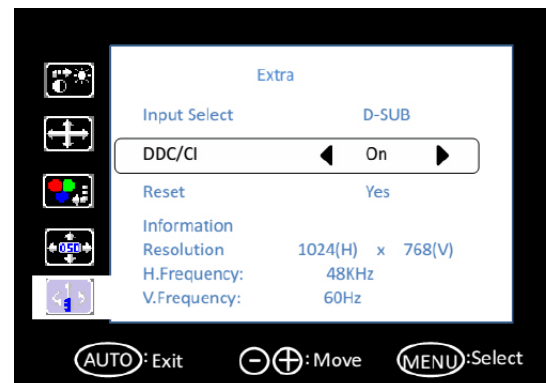 Extra
Input Select D-SUB
DDC/CI On
Reset Yes
Information
Resolution 1024(H) x 768(V)
H.Frequency: 48KHz
V.Frequency: 60Hz
OSD
AUTO: Exit -+: Move MENU:Select